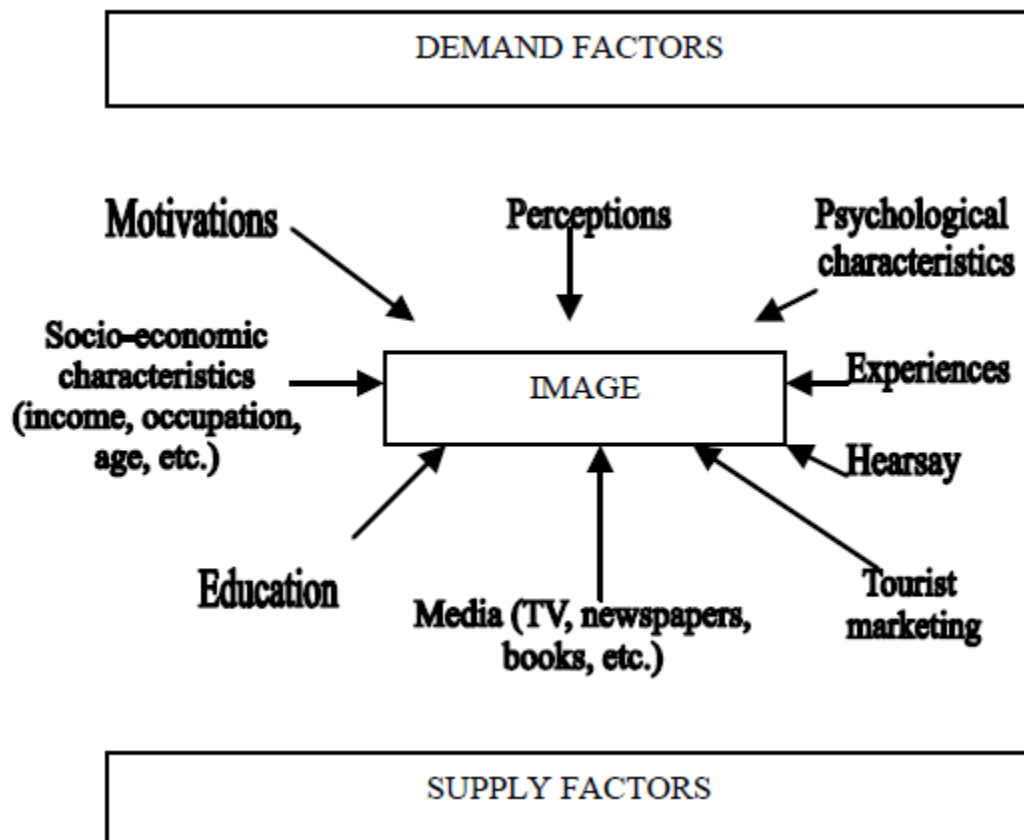 DEMAND FACTORS
Motivations
Perceptions
Psychological
characteristics
Socio-economic
characteristics
(income, occupation,
age, etc.)
IMAGE
Experiences
Hearsay
Education
Media (TV, newspapers,
books, etc.)
Tourist
marketing
SUPPLY FACTORS